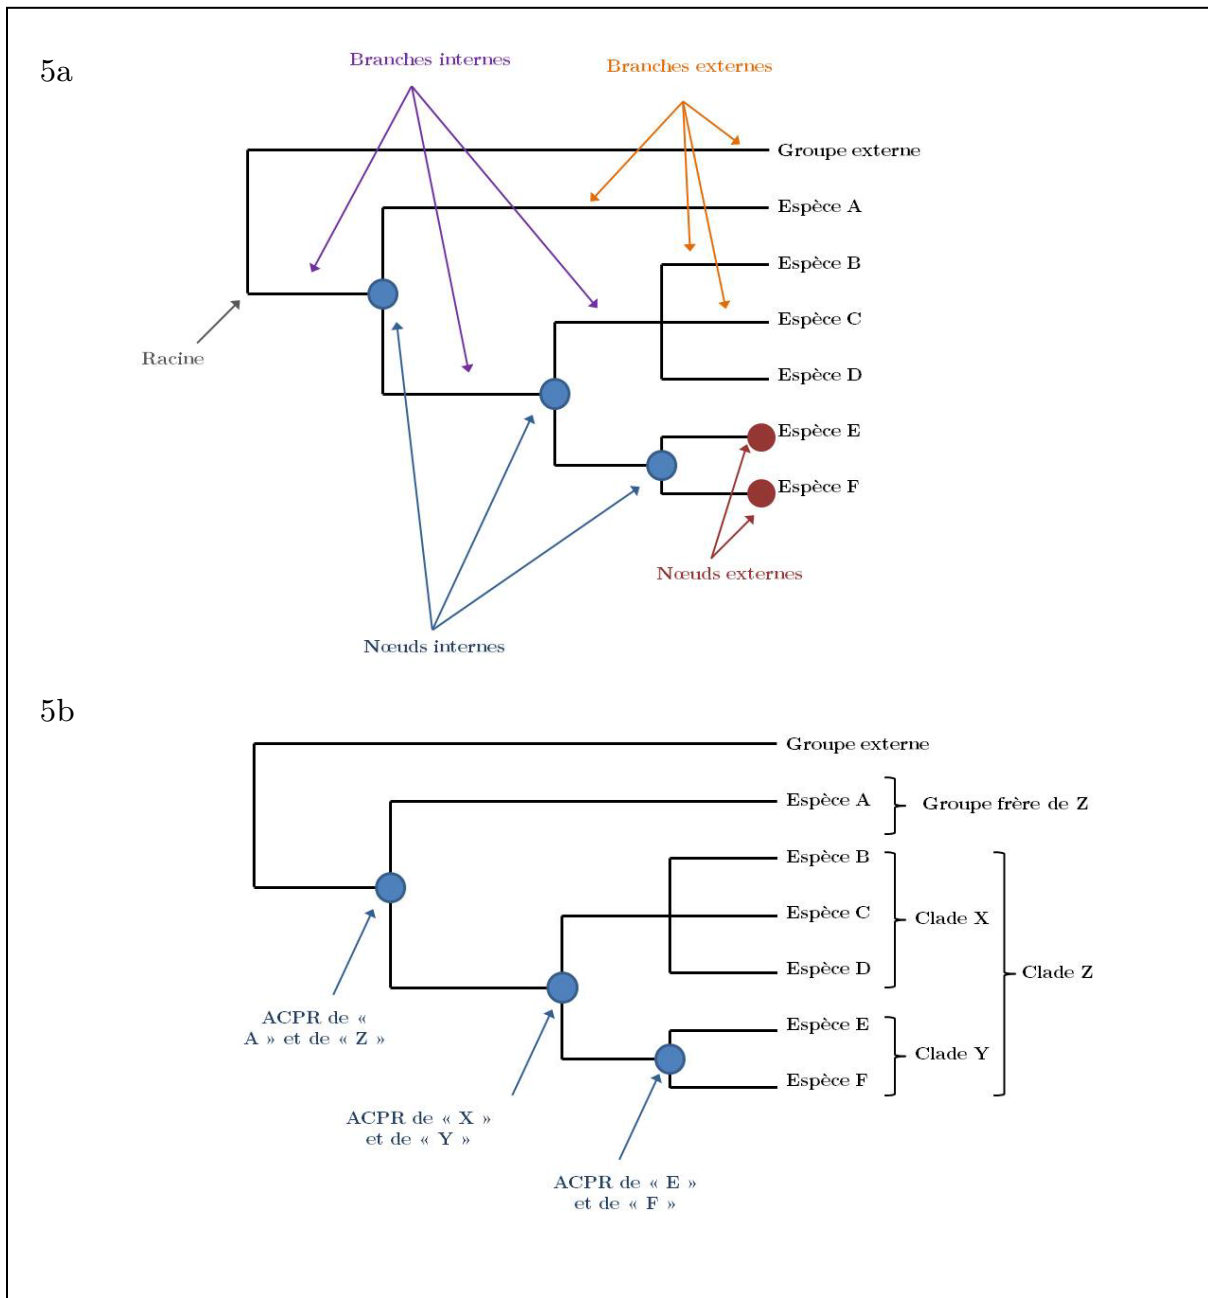 5a
Branches internes
Branches externes
Groupe externe
Espèce A
Espèce B
Espèce C
Espèce D
Espèce E
Espèce F
Racine
Nœuds externes
Nœuds internes
5b
Groupe externe
Espèce A
Groupe frère de Z
Espèce B
Espèce C
Clade X
Espèce D
Clade Z
Espèce E
Clade Y
Espèce F
ACPR de «
A » et de « Z »
ACPR de « X »
et de « Y »
ACPR de « E »
et de « F »